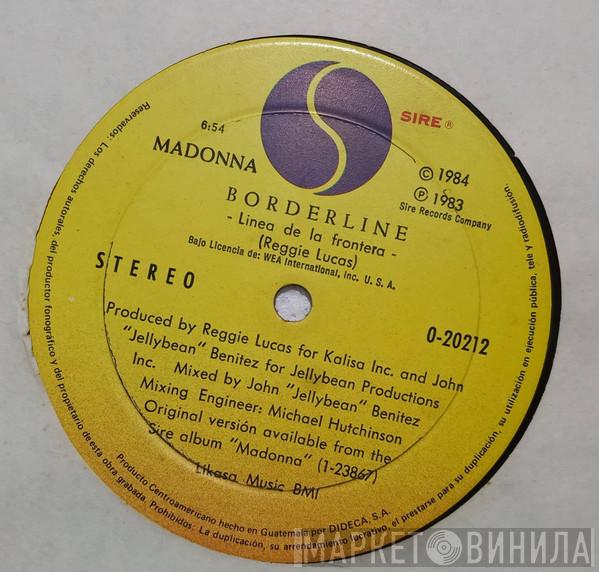 SIRE ®
6:54
MADONNA
© 1984
Ⓟ 1983
Sire Records Company
BORDERLINE
- Linea de la frontera -
(Reggie Lucas)
Bajo Licencia de: WEA International, Inc. U. S. A.
STEREO
0-20212
Produced by Reggie Lucas for Kalisa Inc. and John
"Jellybean" Benitez for Jellybean Productions
Inc. Mixed by John "Jellybean" Benitez
Mixing Engineer: Michael Hutchinson
Original version available from the
Sire album "Madonna" (1-23867)
Likasa Music BMI
Producto Centroamericano hecho en Guatemala por DIDECA, S.A.
Reservados: Los derechos autorales, del productor fonográfico y del propietario de esta obra grabada. Prohibidos: La duplicación, su arrendamiento lucrativo, el prestarse para su duplicación, su utilización en ejecución pública, tele y radiodifusión.
МАРКЕТ ВИНИЛА